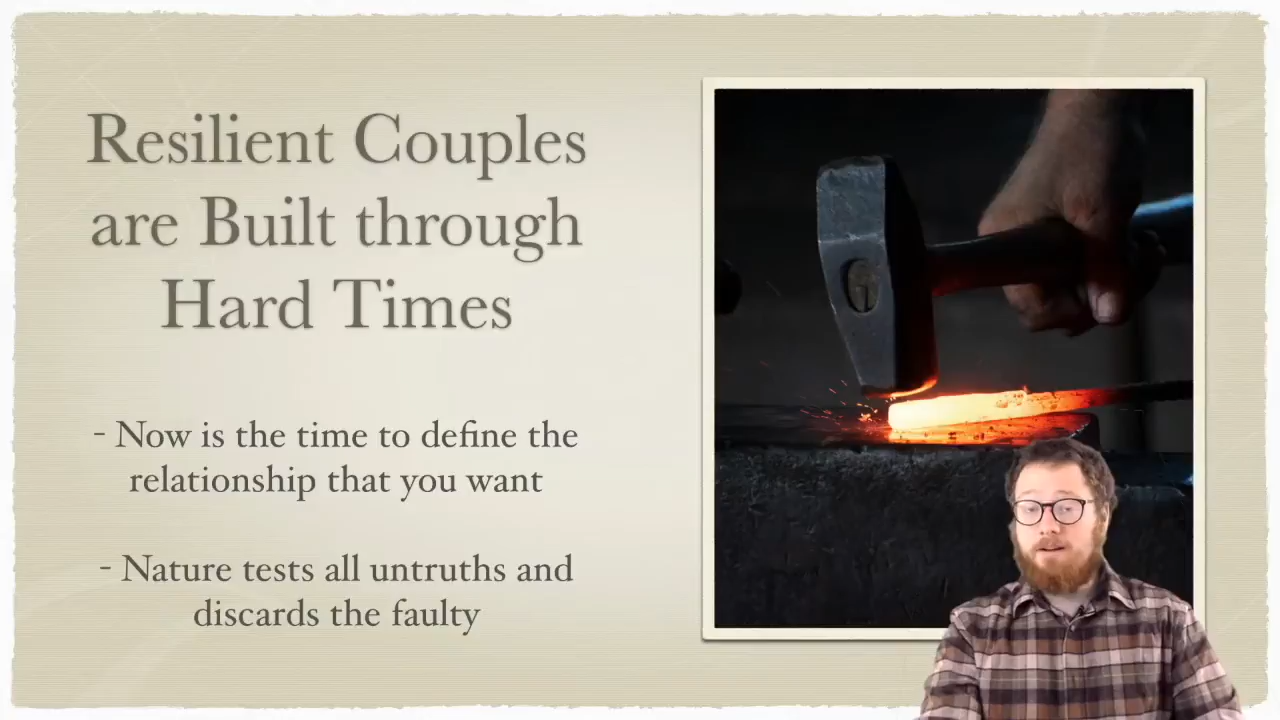 Resilient Couples
are Built through
Hard Times
- Now is the time to define the
relationship that you want
- Nature tests all untruths and
discards the faulty